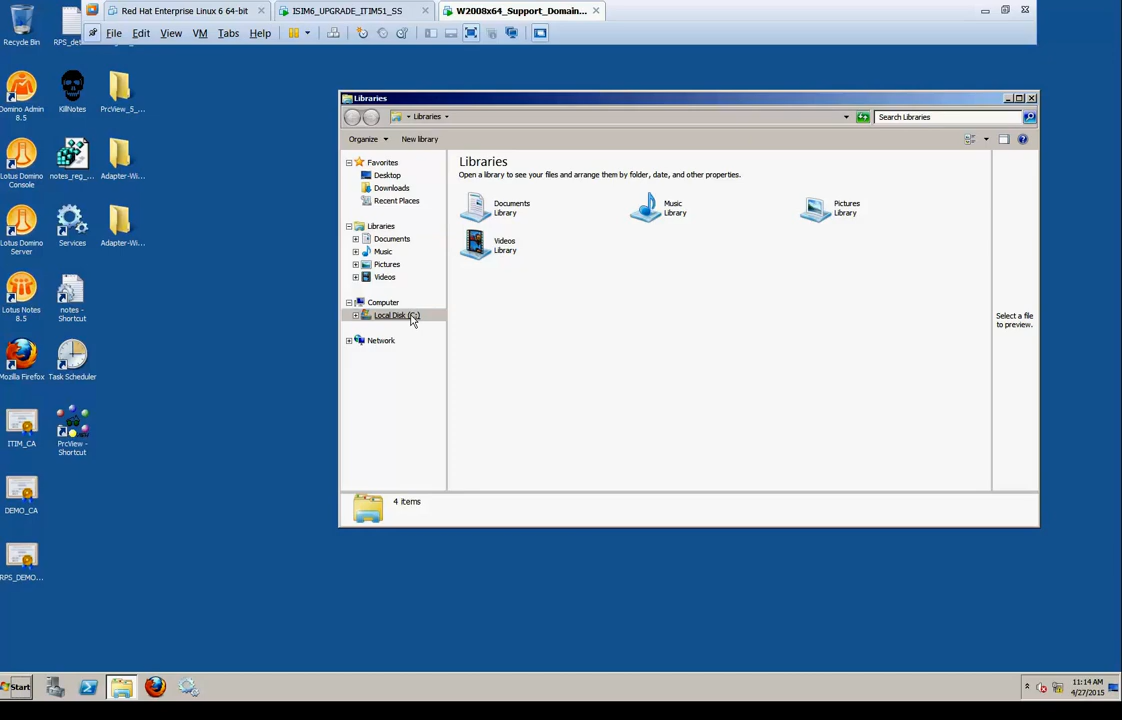 Red Hat Enterprise Linux 6 64-bit
ISIM6_UPGRADE_ITIM51_SS
W2008x64_Support_Domain...
File Edit View VM Tabs Help
Recycle Bin
Domino Admin 8.5
KillNotes
PrcView_5_...
Lotus Domino Console
notes_reg_...
Adapter-Wi...
Lotus Domino Server
Services
Adapter-Wi...
Lotus Notes 8.5
notes - Shortcut
Mozilla Firefox
Task Scheduler
ITIM_CA
PrcView - Shortcut
DEMO_CA
RPS_DEMO...
Libraries
Libraries
Search Libraries
Organize
New library
Favorites
Desktop
Downloads
Recent Places
Libraries
Documents
Music
Pictures
Videos
Computer
Local Disk (C:)
Network
Libraries
Open a library to see your files and arrange them by folder, date, and other properties.
Documents
Library
Music
Library
Pictures
Library
Videos
Library
Select a file
to preview.
4 items
Start
11:14 AM
4/27/2015